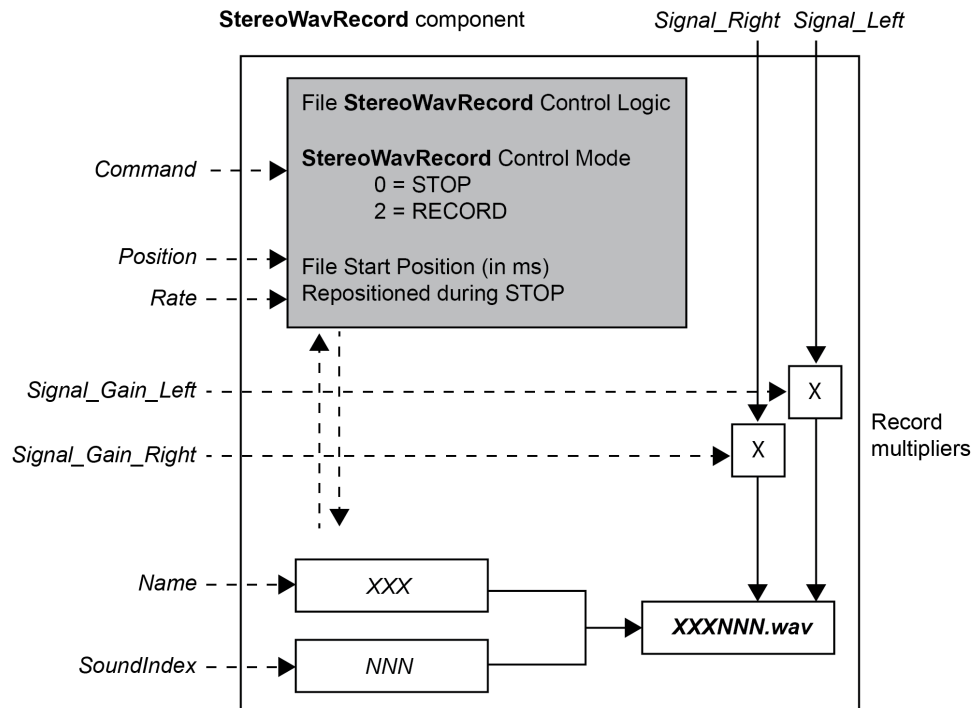 StereoWavRecord component
Signal_Right
Signal_Left
File StereoWavRecord Control Logic
StereoWavRecord Control Mode
0 = STOP
2 = RECORD
File Start Position (in ms)
Repositioned during STOP
Command
Position
Rate
Signal_Gain_Left
X
Signal_Gain_Right
X
Record
multipliers
Name
XXX
XXXNNN.wav
SoundIndex
NNN